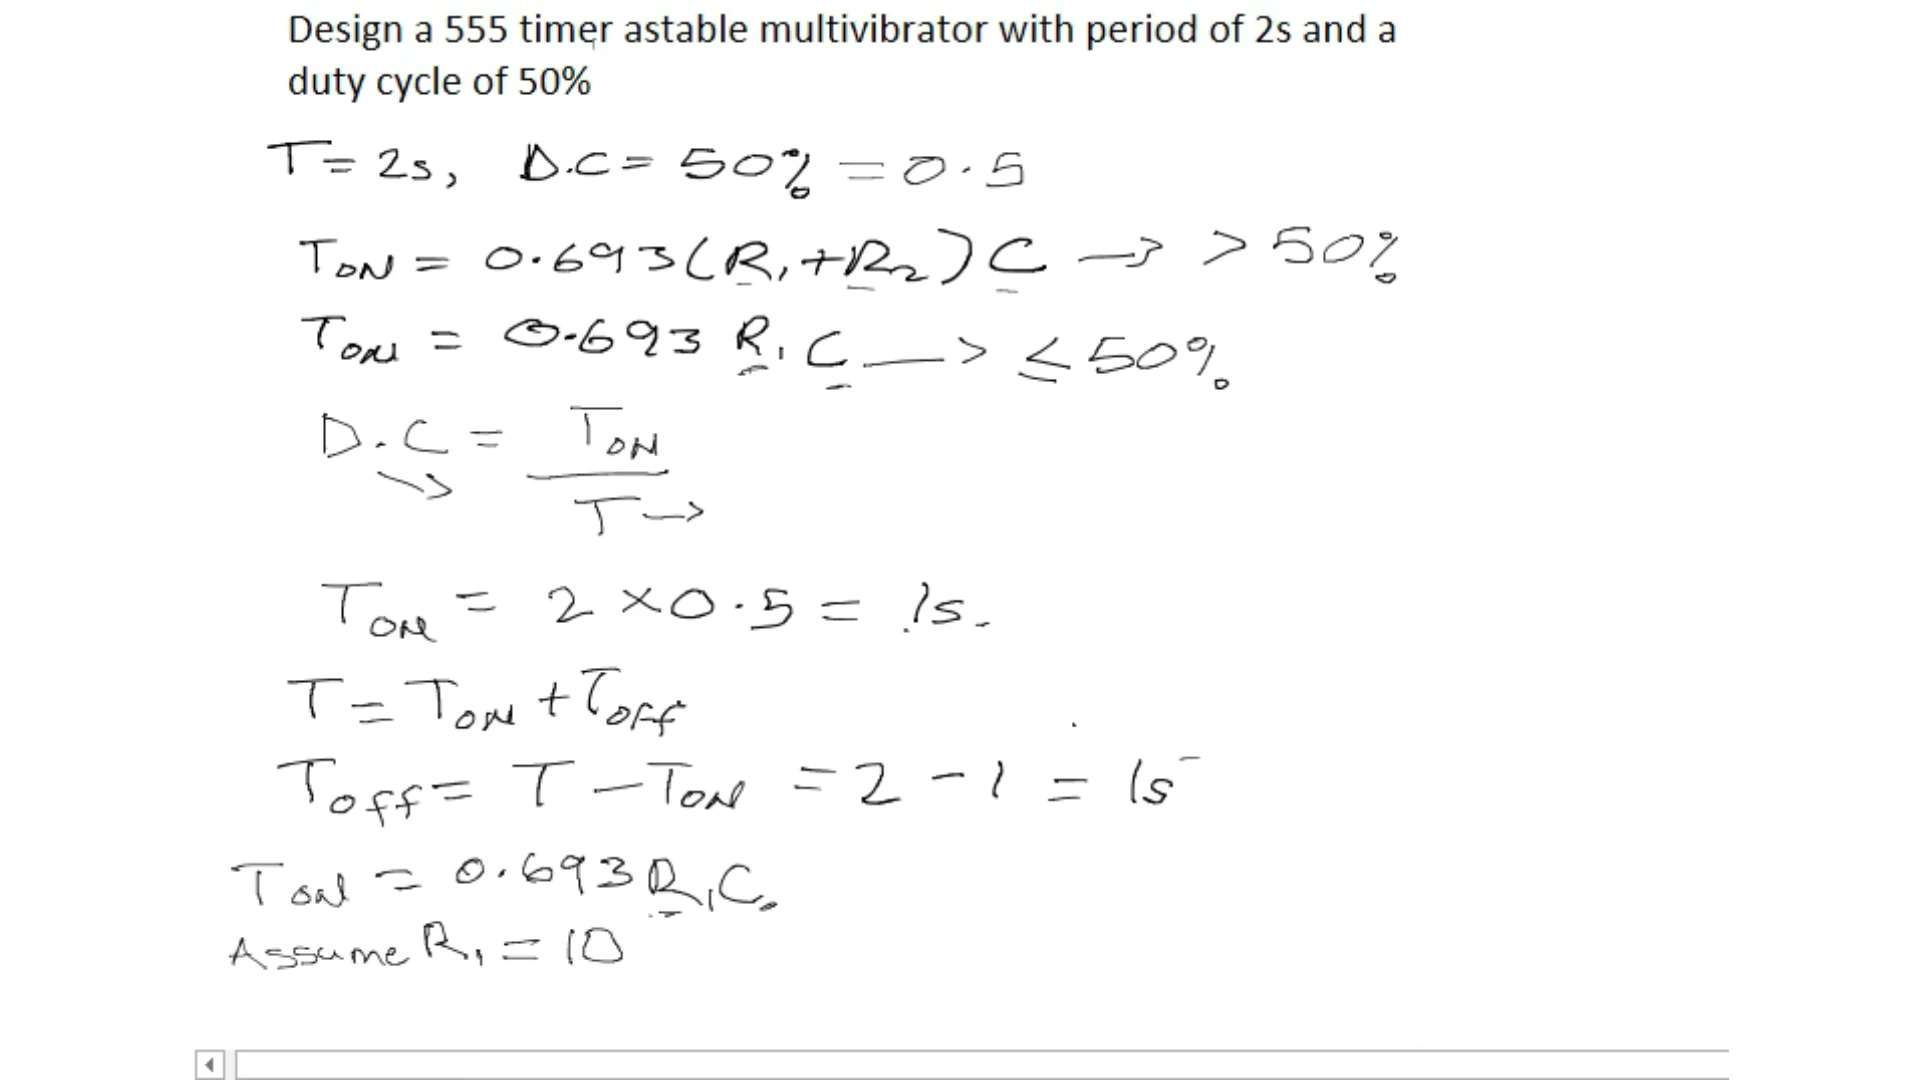 Design a 555 timer astable multivibrator with period of 2s and a
duty cycle of 50%
T = 2s, D.C = 50% = 0.5
TON = 0.693(R1+R2)C → > 50%
TON = 0.693 R1 C → ≤ 50%
D.C = TON
T →
TON = 2 × 0.5 = 1s.
T = TON + TOFF
Toff = T - TON = 2 - 1 = 1s
TON = 0.693 R1C.
Assume R1 = 10